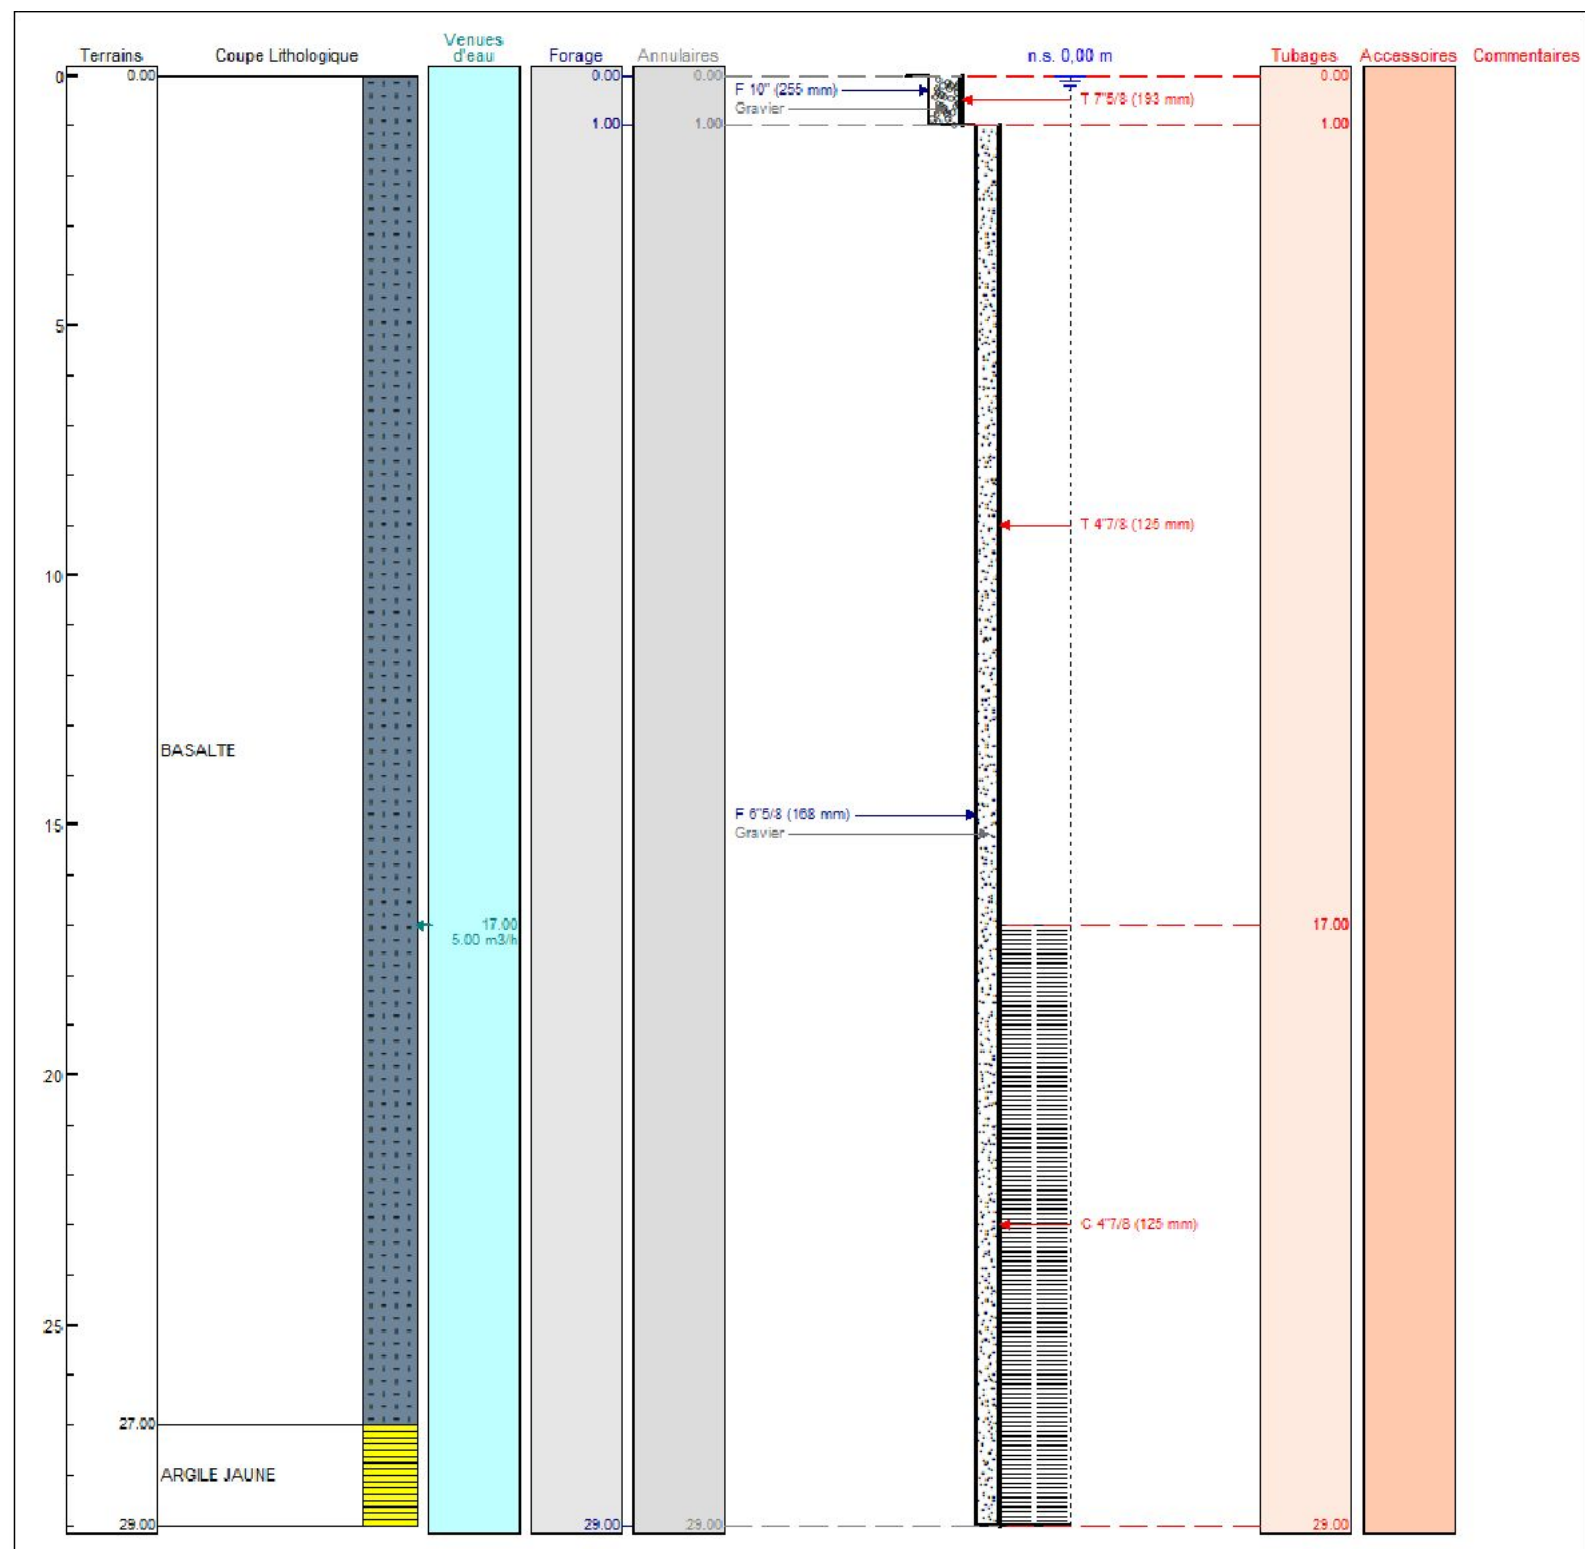 Terrains Coupe Lithologique Venues d'eau Forage Annulaires n.s. 0,00 m Tubages Accessoires Commentaires
0 0.00 0.00 0.00 0.00
F 10" (255 mm)
T 7"5/8 (193 mm)
Gravier
1.00 1.00 1.00
5
T 4"7/8 (125 mm)
10
BASALTE
F 6"5/8 (168 mm)
15
Gravier
17.00 17.00
5.00 m3/h
20
C 4"7/8 (125 mm)
25
27.00
ARGILE JAUNE
29.00 29.00 29.00 29.00